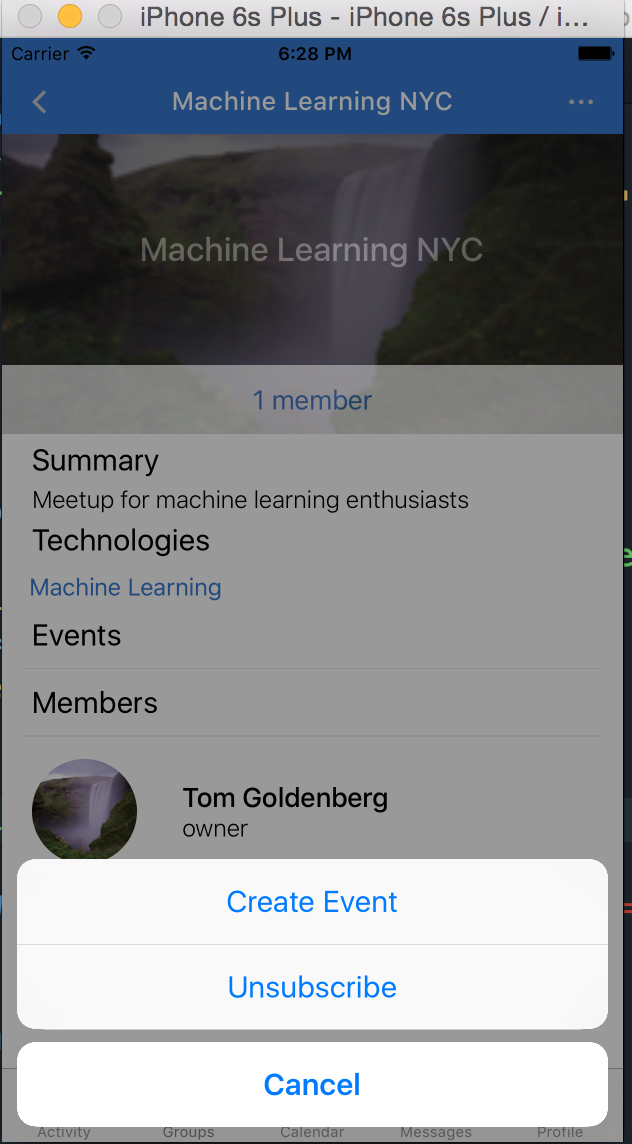 iPhone 6s Plus - iPhone 6s Plus / i...
Carrier 6:28 PM
Machine Learning NYC
Machine Learning NYC
1 member
Summary
Meetup for machine learning enthusiasts
Technologies
Machine Learning
Events
Members
Tom Goldenberg
owner
Create Event
Unsubscribe
Cancel
Activity Groups Calendar Messages Profile